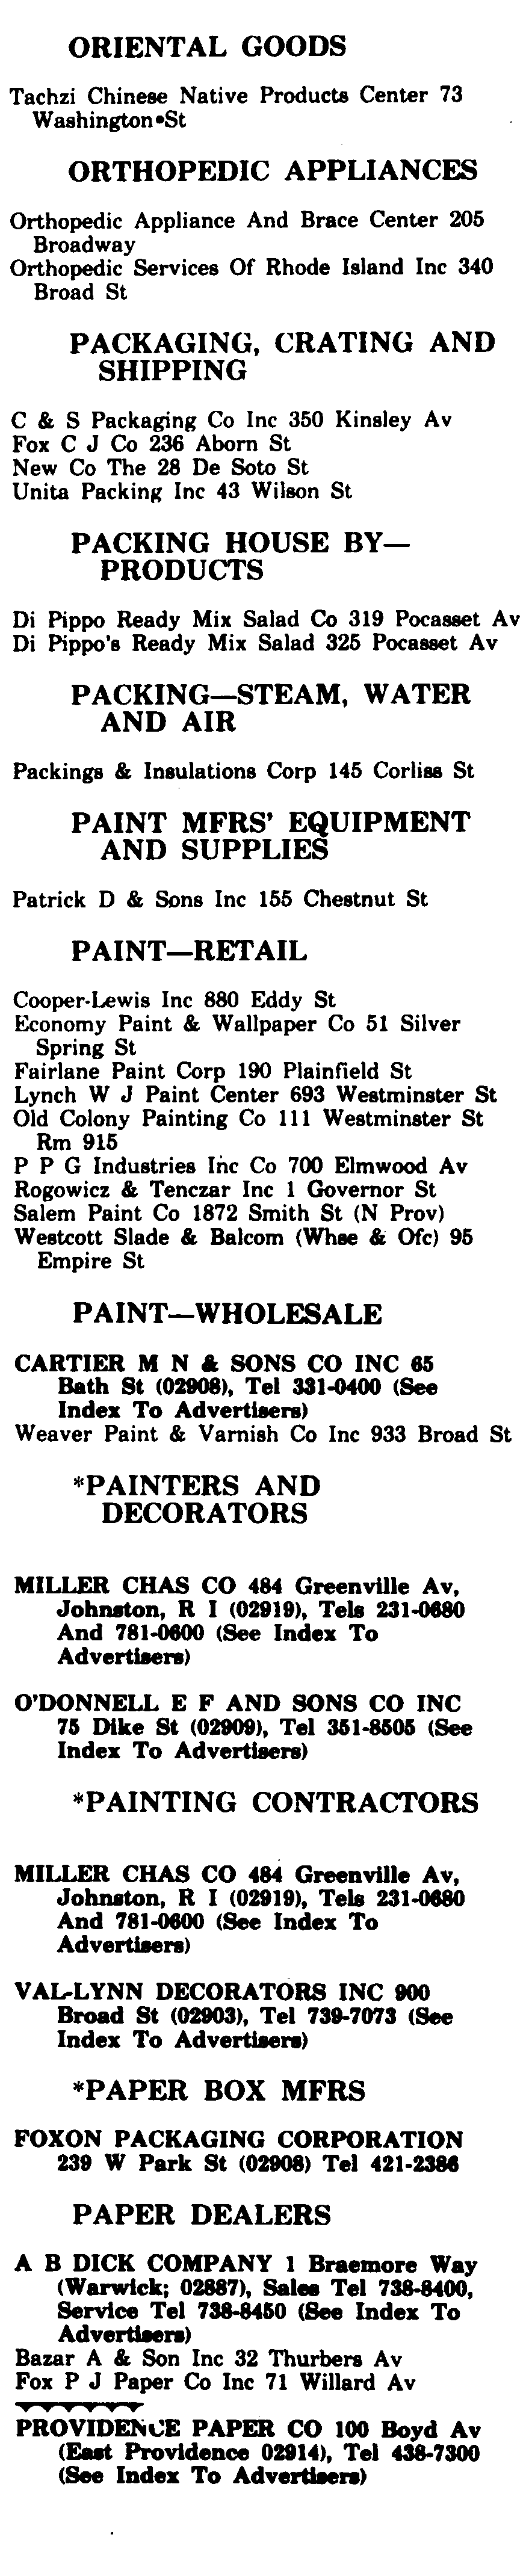 ORIENTAL GOODS
Tachzi Chinese Native Products Center 73
Washington•St
ORTHOPEDIC APPLIANCES
Orthopedic Appliance And Brace Center 205
Broadway
Orthopedic Services Of Rhode Island Inc 340
Broad St
PACKAGING, CRATING AND
SHIPPING
C & S Packaging Co Inc 350 Kinsley Av
Fox C J Co 236 Aborn St
New Co The 28 De Soto St
Unita Packing Inc 43 Wilson St
PACKING HOUSE BY—
PRODUCTS
Di Pippo Ready Mix Salad Co 319 Pocasset Av
Di Pippo's Ready Mix Salad 325 Pocasset Av
PACKING—STEAM, WATER
AND AIR
Packings & Insulations Corp 145 Corliss St
PAINT MFRS' EQUIPMENT
AND SUPPLIES
Patrick D & Sons Inc 155 Chestnut St
PAINT—RETAIL
Cooper-Lewis Inc 880 Eddy St
Economy Paint & Wallpaper Co 51 Silver
Spring St
Fairlane Paint Corp 190 Plainfield St
Lynch W J Paint Center 693 Westminster St
Old Colony Painting Co 111 Westminster St
Rm 915
P P G Industries Inc Co 700 Elmwood Av
Rogowicz & Tenczar Inc 1 Governor St
Salem Paint Co 1872 Smith St (N Prov)
Westcott Slade & Balcom (Whse & Ofc) 95
Empire St
PAINT—WHOLESALE
CARTIER M N & SONS CO INC 65
Bath St (02908), Tel 331-0400 (See
Index To Advertisers)
Weaver Paint & Varnish Co Inc 933 Broad St
*PAINTERS AND
DECORATORS
MILLER CHAS CO 484 Greenville Av,
Johnston, R I (02919), Tels 231-0680
And 781-0600 (See Index To
Advertisers)
O'DONNELL E F AND SONS CO INC
75 Dike St (02909), Tel 351-8505 (See
Index To Advertisers)
*PAINTING CONTRACTORS
MILLER CHAS CO 484 Greenville Av,
Johnston, R I (02919), Tels 231-0680
And 781-0600 (See Index To
Advertisers)
VAL-LYNN DECORATORS INC 900
Broad St (02903), Tel 739-7073 (See
Index To Advertisers)
*PAPER BOX MFRS
FOXON PACKAGING CORPORATION
239 W Park St (02908) Tel 421-2386
PAPER DEALERS
A B DICK COMPANY 1 Braemore Way
(Warwick; 02887), Sales Tel 738-8400,
Service Tel 738-8450 (See Index To
Advertisers)
Bazar A & Son Inc 32 Thurbers Av
Fox P J Paper Co Inc 71 Willard Av
PROVIDENCE PAPER CO 100 Boyd Av
(East Providence 02914), Tel 438-7300
(See Index To Advertisers)